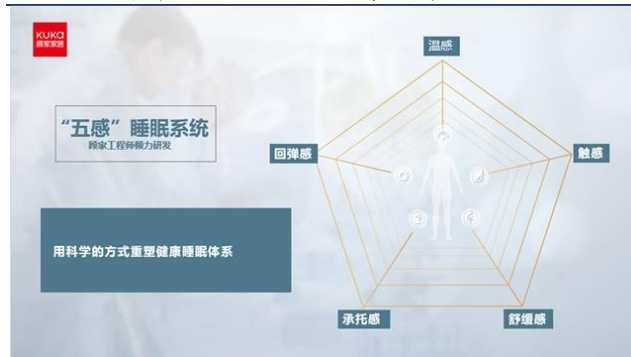 KUKa
顾家家居
温感
“五感”睡眠系统
顾家工程师倾力研发
回弹感
触感
用科学的方式重塑健康睡眠体系
承托感
舒缓感